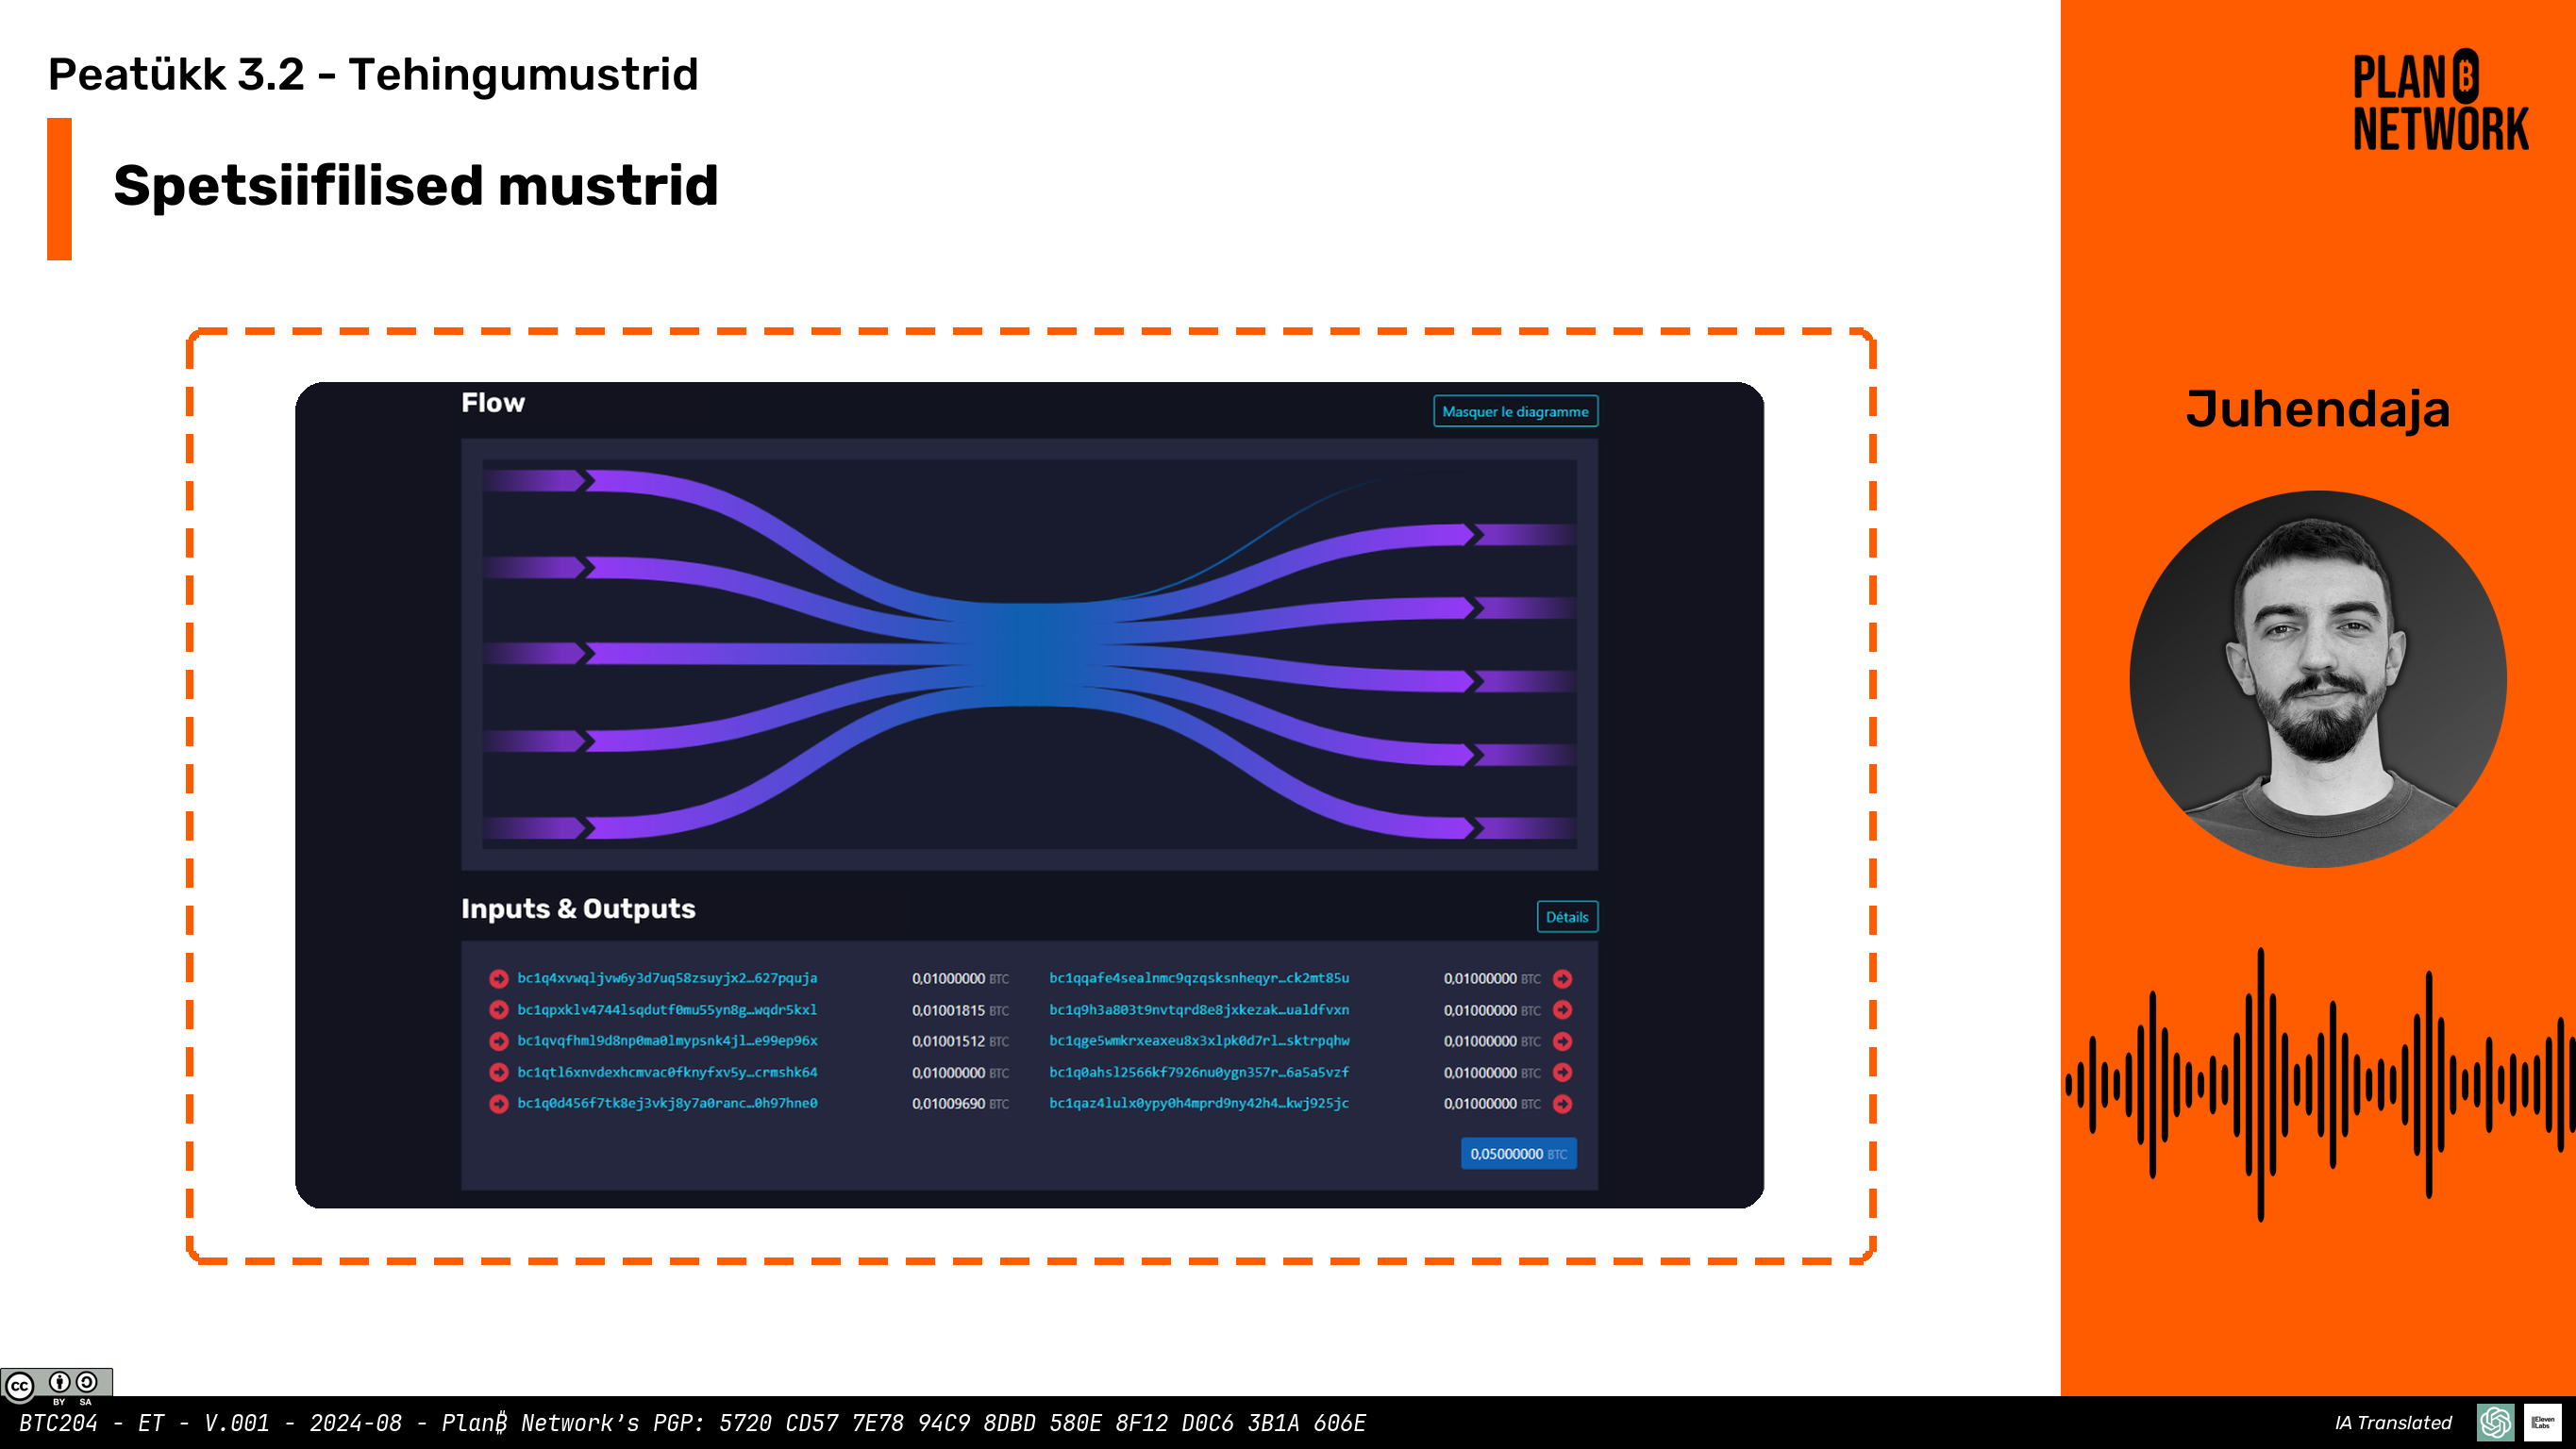 Peatükk 3.2 - Tehingumustrid
Spetsiifilised mustrid
PLAN B
NETWORK
Juhendaja
Flow
Masquer le diagramme
Inputs & Outputs
Détails
bc1q4xvwqljvw6y3d7uq58zsuyjx2…627pquja 0,01000000 BTC bc1qqafe4sealnmc9qzqsksnheqyr…ck2mt85u 0,01000000 BTC
bc1qpxklv4744lsqdutf0mu55yn8g…wqdr5kxl 0,01001815 BTC bc1q9h3a803t9nvtqrd8e8jxkezak…ualdfvxn 0,01000000 BTC
bc1qvqfhml9d8np0ma0lmypsnk4jl…e99ep96x 0,01001512 BTC bc1qge5wmkrxeaxeu8x3xlpk0d7rl…sktrpqhw 0,01000000 BTC
bc1qtl6xnvdexhcmvac0fknyfxv5y…crmshk64 0,01000000 BTC bc1q0ahsl2566kf7926nu0ygn357r…6a5a5vzf 0,01000000 BTC
bc1q0d456f7tk8ej3vkj8y7a0ranc…0h97hne0 0,01009690 BTC bc1qaz4lulx0ypy0h4mprd9ny42h4…kwj925jc 0,01000000 BTC
0,05000000 BTC
CC BY SA
BTC204 - ET - V.001 - 2024-08 - Plan₿ Network's PGP: 5720 CD57 7E78 94C9 8DBD 580E 8F12 D0C6 3B1A 606E
IA Translated
ElevenLabs